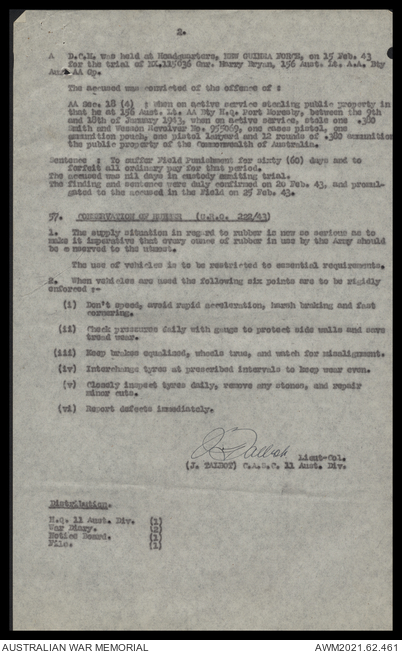 2.
A D.C.M. was held at Headquarters, NEW GUINEA FORCE, on 15 Feb. 43
for the trial of NX.115036 Gnr. Harry Bryan, 156 Aust. Lt. A.A. Bty
Aust AA Op.
The accused was convicted of the offence of :
AA Sec. 18 (4) : When on active service stealing public property in
that he at 156 Aust. Lt. AA Bty H.Q. Port Moresby, between the 9th
and 10th of January 1943, when on active service, stole one .380
Smith and Wesson Revolver No. 959069, one cases pistol, one
ammunition pouch, one pistol lanyard and 12 rounds of .380 ammunition
the public property of the Commonwealth of Australia.
Sentence : To suffer Field Punishment for sixty (60) days and to
forfeit all ordinary pay for that period.
The accused was nil days in custody awaiting trial.
The finding and sentence were duly confirmed on 20 Feb. 43, and promul-
gated to the accused in the Field on 25 Feb. 43.
57. CONSERVATION OF RUBBER (G.R.O. 222/43)
1. The supply situation in regard to rubber is now so serious as to
make it imperative that every ounce of rubber in use by the Army should
be conserved to the utmost.
The use of vehicles is to be restricted to essential requirements.
2. When vehicles are used the following six points are to be rigidly
enforced :-
(i) Don't speed, avoid rapid acceleration, harsh braking and fast
cornering.
(ii) Check pressures daily with gauge to protect side walls and save
tread wear.
(iii) Keep brakes equalised, wheels true, and watch for misalignment.
(iv) Interchange tyres at prescribed intervals to keep wear even.
(v) Closely inspect tyres daily, remove any stones, and repair
minor cuts.
(vi) Report defects immediately.
J Talbot Lieut-Col.
(J. TALBOT) C.A.S.C. 11 Aust. Div.
Distribution.
H.Q. 11 Aust. Div. (1)
War Diary. (2)
Notice Board. (1)
File. (1)
AUSTRALIAN WAR MEMORIAL AWM2021.62.461